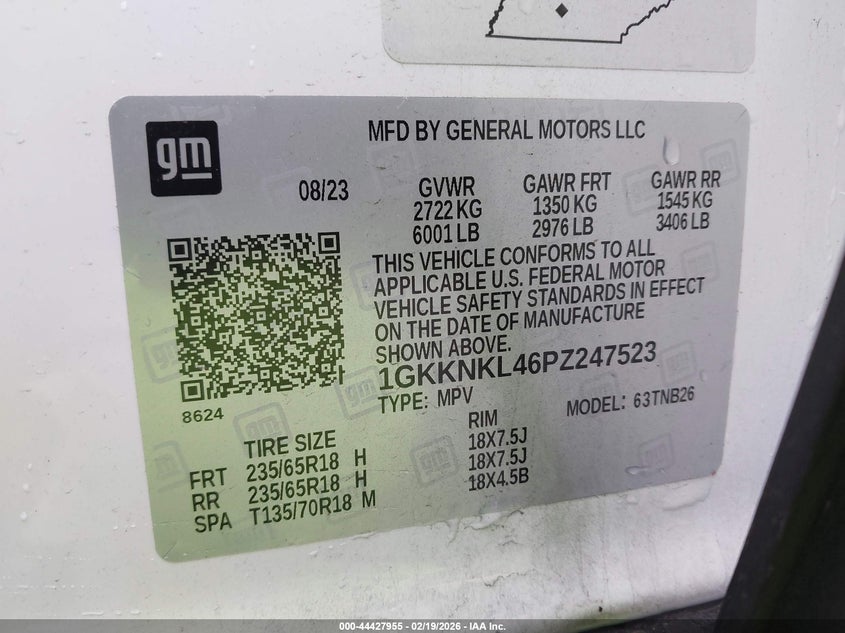 gm
MFD BY GENERAL MOTORS LLC
08/23
GVWR
2722 KG
6001 LB
GAWR FRT
1350 KG
2976 LB
GAWR RR
1545 KG
3406 LB
THIS VEHICLE CONFORMS TO ALL
APPLICABLE U.S. FEDERAL MOTOR
VEHICLE SAFETY STANDARDS IN EFFECT
ON THE DATE OF MANUFACTURE
SHOWN ABOVE.
1GKKNKL46PZ247523
TYPE: MPV
MODEL: 63TNB26
8624
TIRE SIZE
RIM
FRT 235/65R18 H 18X7.5J
RR 235/65R18 H 18X7.5J
SPA T135/70R18 M 18X4.5B
000-44427955 - 02/19/2026 - IAA Inc.